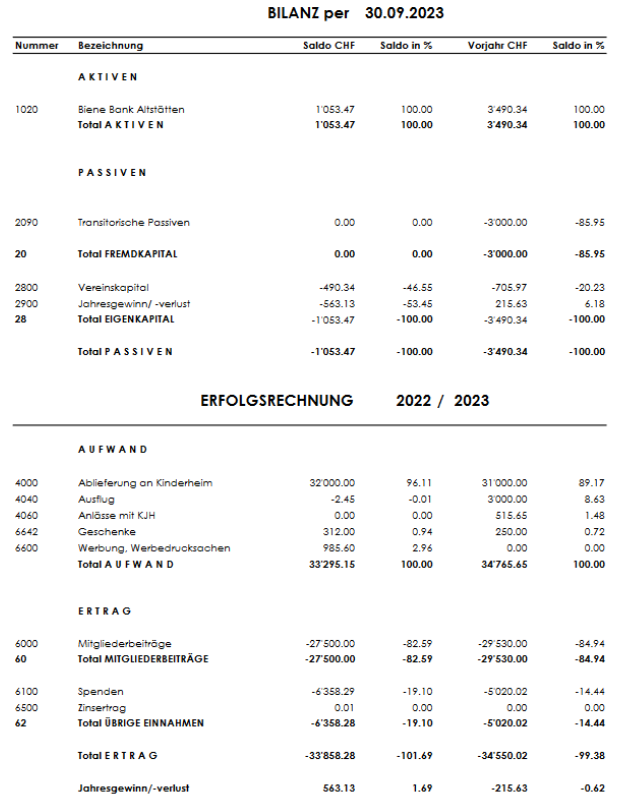 BILANZ per 30.09.2023
Nummer Bezeichnung Saldo CHF Saldo in % Vorjahr CHF Saldo in %
A K T I V E N
1020 Biene Bank Altstätten 1'053.47 100.00 3'490.34 100.00
Total A K T I V E N 1'053.47 100.00 3'490.34 100.00
P A S S I V E N
2090 Transitorische Passiven 0.00 0.00 -3'000.00 -85.95
20 Total FREMDKAPITAL 0.00 0.00 -3'000.00 -85.95
2800 Vereinskapital -490.34 -46.55 -705.97 -20.23
2900 Jahresgewinn/ -verlust -563.13 -53.45 215.63 6.18
28 Total EIGENKAPITAL -1'053.47 -100.00 -3'490.34 -100.00
Total P A S S I V E N -1'053.47 -100.00 -3'490.34 -100.00
ERFOLGSRECHNUNG 2022 / 2023
A U F W A N D
4000 Ablieferung an Kinderheim 32'000.00 96.11 31'000.00 89.17
4040 Ausflug -2.45 -0.01 3'000.00 8.63
4060 Anlässe mit KJH 0.00 0.00 515.65 1.48
6642 Geschenke 312.00 0.94 250.00 0.72
6600 Werbung, Werbedrucksachen 985.60 2.96 0.00 0.00
Total A U F W A N D 33'295.15 100.00 34'765.65 100.00
E R T R A G
6000 Mitgliederbeiträge -27'500.00 -82.59 -29'530.00 -84.94
60 Total MITGLIEDERBEITRÄGE -27'500.00 -82.59 -29'530.00 -84.94
6100 Spenden -6'358.29 -19.10 -5'020.02 -14.44
6500 Zinsertrag 0.01 0.00 0.00 0.00
62 Total ÜBRIGE EINNAHMEN -6'358.28 -19.10 -5'020.02 -14.44
Total E R T R A G -33'858.28 -101.69 -34'550.02 -99.38
Jahresgewinn/-verlust 563.13 1.69 -215.63 -0.62